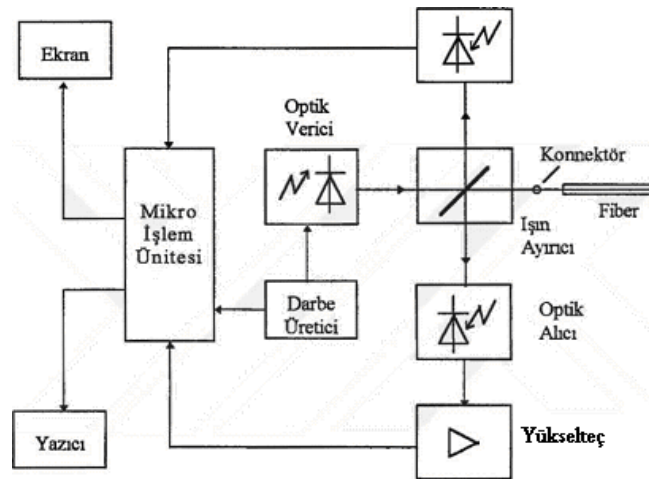 Ekran
Optik
Verici
Konnektör
Fiber
Mikro
İşlem
Ünitesi
Işın
Ayırıcı
Darbe
Üretici
Optik
Alıcı
Yazıcı
Yükselteç